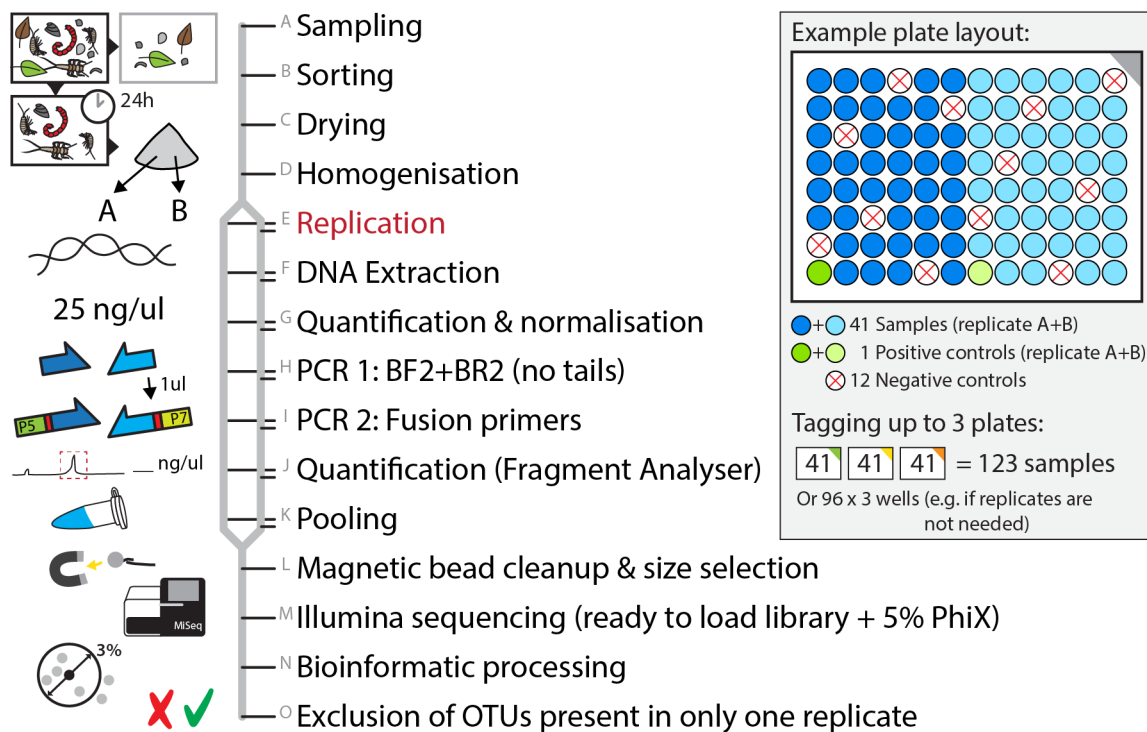 A Sampling
B Sorting
24h
C Drying
D Homogenisation
A B
E Replication
F DNA Extraction
25 ng/ul
G Quantification & normalisation
H PCR 1: BF2+BR2 (no tails)
1ul
P5 P7
I PCR 2: Fusion primers
__ ng/ul
J Quantification (Fragment Analyser)
K Pooling
L Magnetic bead cleanup & size selection
MiSeq
M Illumina sequencing (ready to load library + 5% PhiX)
3%
N Bioinformatic processing
O Exclusion of OTUs present in only one replicate
Example plate layout:
+ 41 Samples (replicate A+B)
+ 1 Positive controls (replicate A+B)
12 Negative controls
Tagging up to 3 plates:
41 41 41 = 123 samples
Or 96 x 3 wells (e.g. if replicates are
not needed)